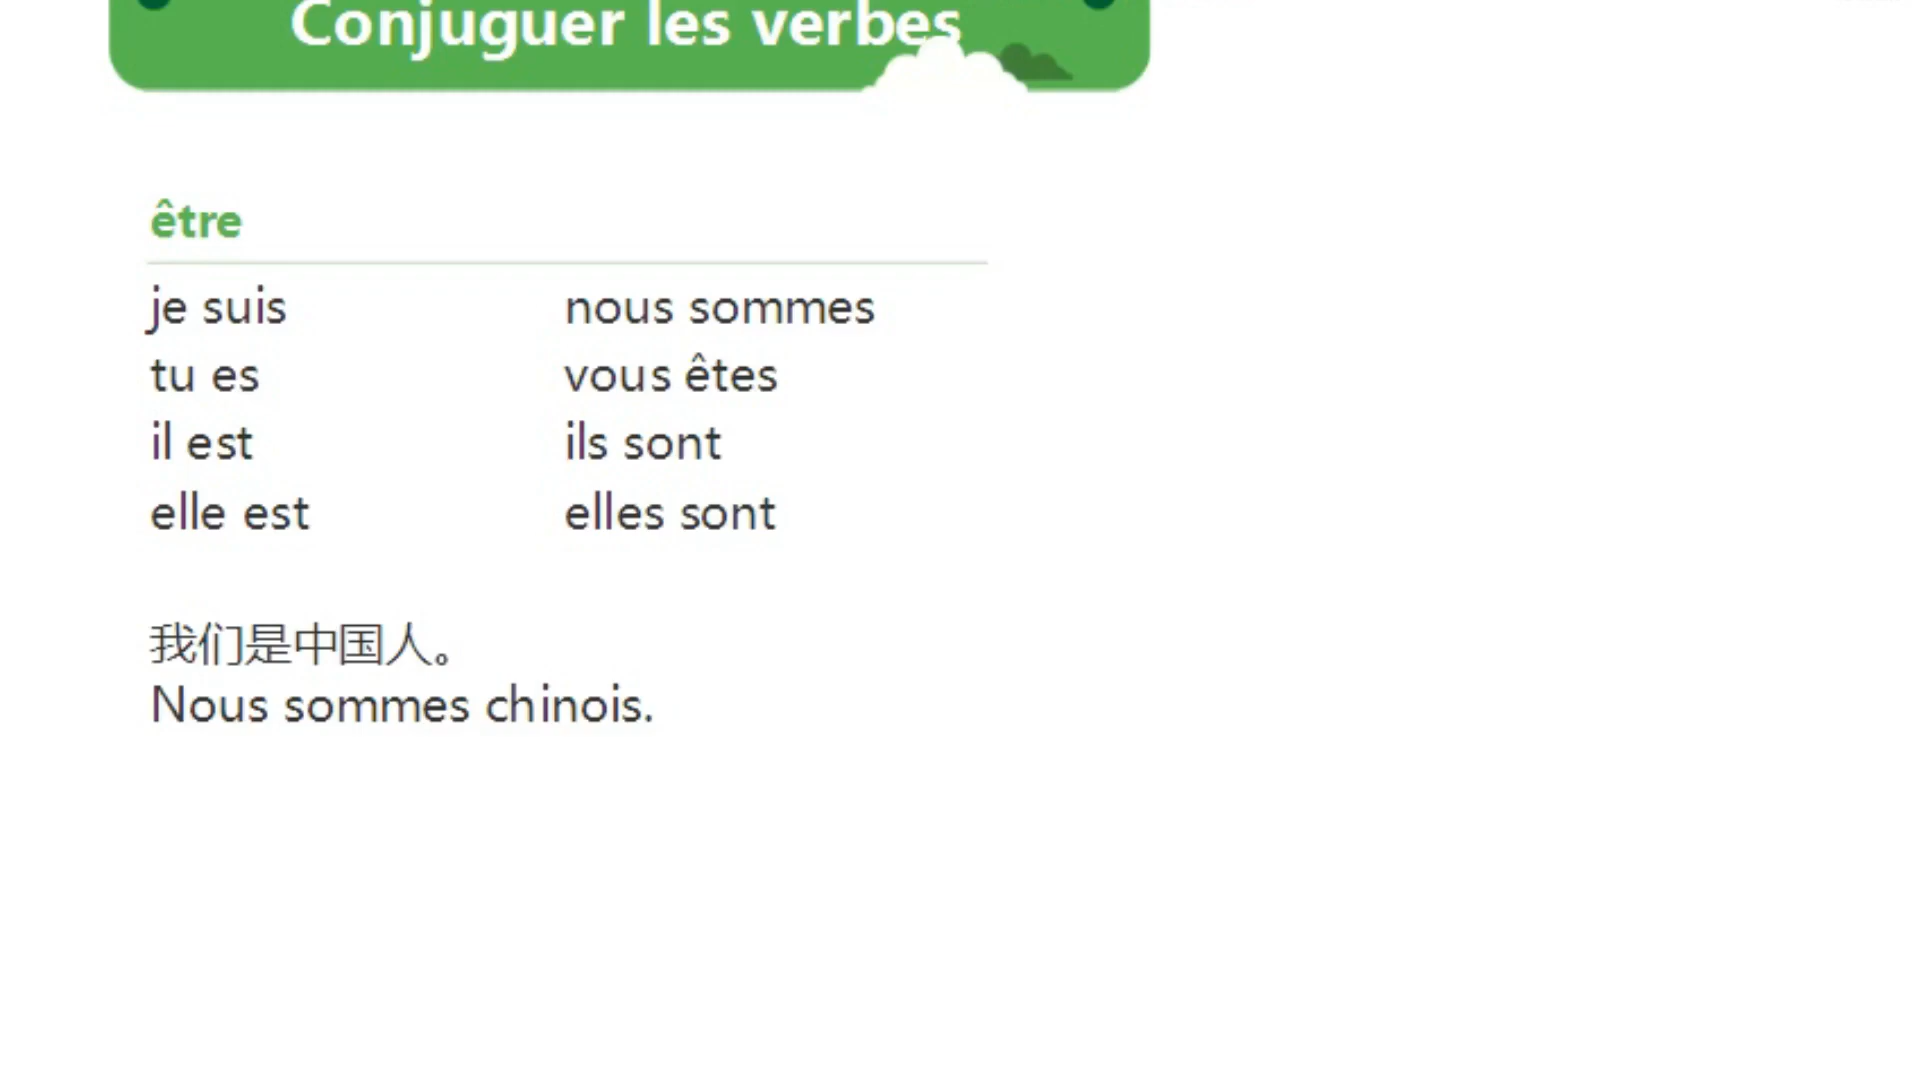 Conjuguer les verbes
être
je suis nous sommes
tu es vous êtes
il est ils sont
elle est elles sont
我们是中国人。
Nous sommes chinois.